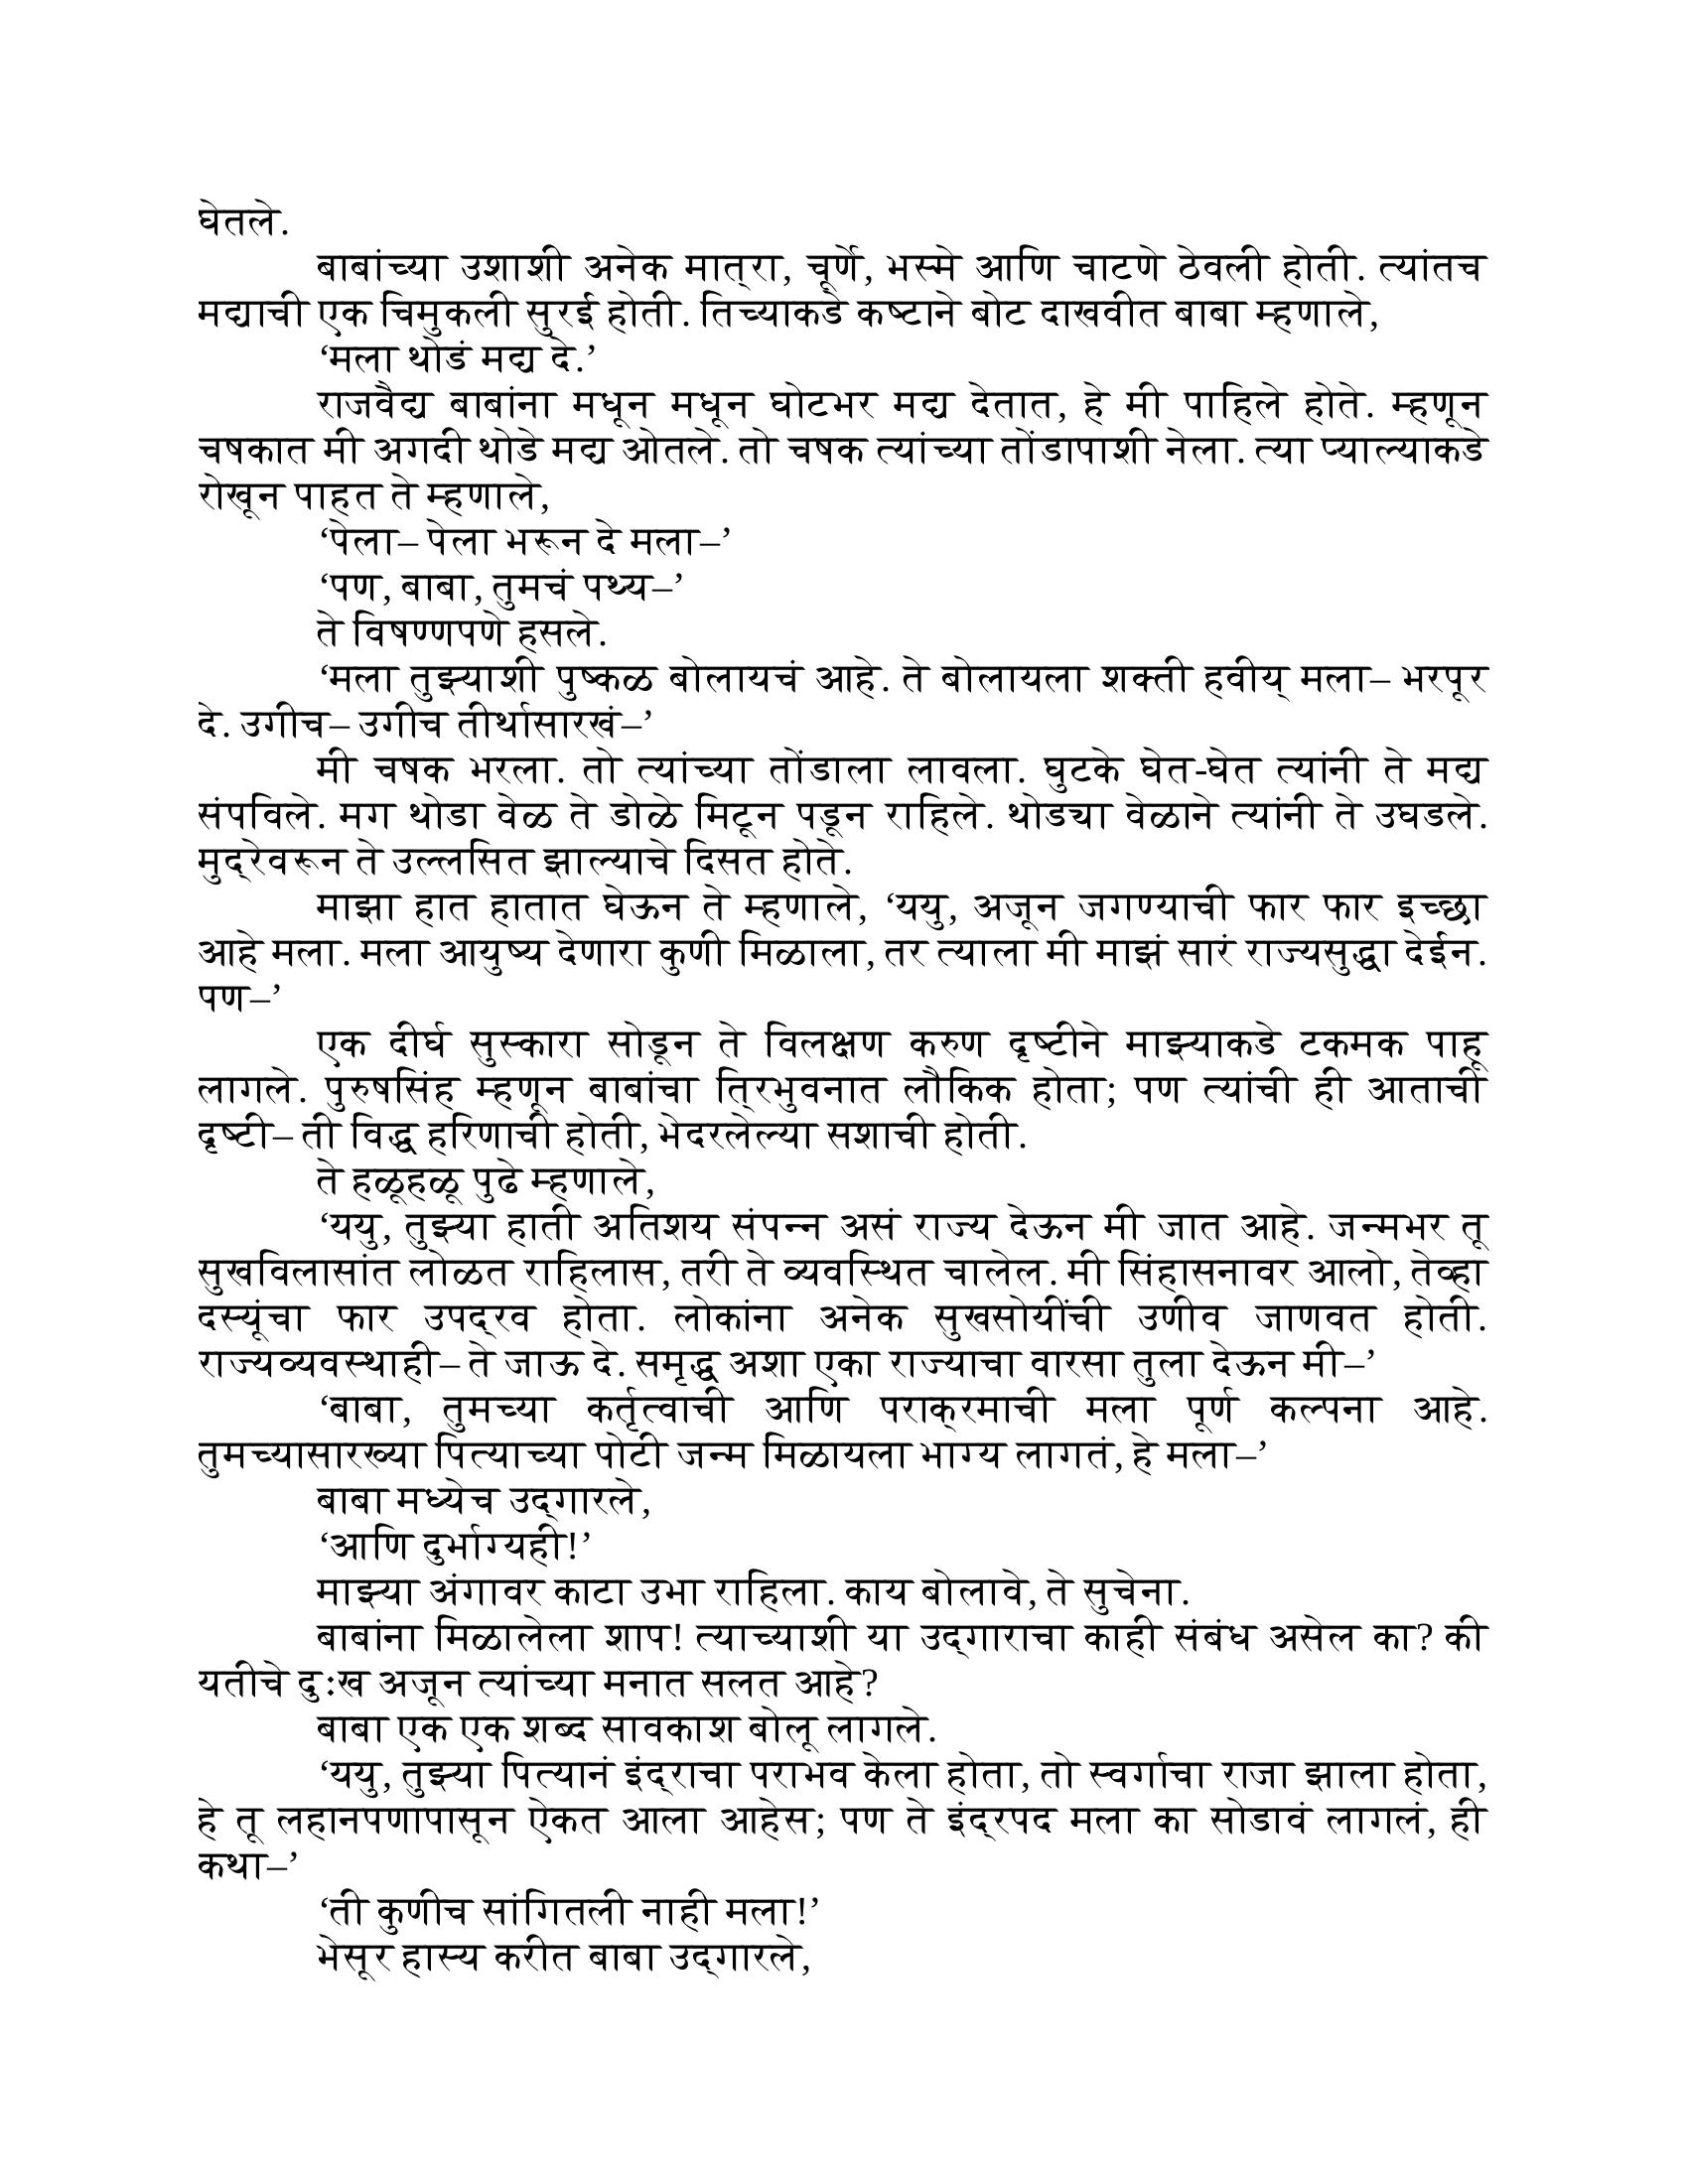 घेतले.
बाबांच्या उशाशी अनेक मात्रा, चूर्णे, भस्मे आणि चाटणे ठेवली होती. त्यांतच
मद्याची एक चिमुकली सुरई होती. तिच्याकडे कष्टाने बोट दाखवीत बाबा म्हणाले,
‘मला थोडं मद्य दे.’
राजवैद्य बाबांना मधून मधून घोटभर मद्य देतात, हे मी पाहिले होते. म्हणून
चषकात मी अगदी थोडे मद्य ओतले. तो चषक त्यांच्या तोंडापाशी नेला. त्या प्याल्याकडे
रोखून पाहत ते म्हणाले,
‘पेला– पेला भरून दे मला–’
‘पण, बाबा, तुमचं पथ्य–’
ते विषण्णपणे हसले.
‘मला तुझ्याशी पुष्कळ बोलायचं आहे. ते बोलायला शक्ती हवीय् मला– भरपूर
दे. उगीच– उगीच तीर्थासारखं–’
मी चषक भरला. तो त्यांच्या तोंडाला लावला. घुटके घेत-घेत त्यांनी ते मद्य
संपविले. मग थोडा वेळ ते डोळे मिटून पडून राहिले. थोड्या वेळाने त्यांनी ते उघडले.
मुद्रेवरून ते उल्लसित झाल्याचे दिसत होते.
माझा हात हातात घेऊन ते म्हणाले, ‘ययु, अजून जगण्याची फार फार इच्छा
आहे मला. मला आयुष्य देणारा कुणी मिळाला, तर त्याला मी माझं सारं राज्यसुद्धा देईन.
पण–’
एक दीर्घ सुस्कारा सोडून ते विलक्षण करुण दृष्टीने माझ्याकडे टकमक पाहू
लागले. पुरुषसिंह म्हणून बाबांचा त्रिभुवनात लौकिक होता; पण त्यांची ही आताची
दृष्टी– ती विद्ध हरिणाची होती, भेदरलेल्या सशाची होती.
ते हळूहळू पुढे म्हणाले,
‘ययु, तुझ्या हाती अतिशय संपन्न असं राज्य देऊन मी जात आहे. जन्मभर तू
सुखविलासांत लोळत राहिलास, तरी ते व्यवस्थित चालेल. मी सिंहासनावर आलो, तेव्हा
दस्यूंचा फार उपद्रव होता. लोकांना अनेक सुखसोयींची उणीव जाणवत होती.
राज्यव्यवस्थाही– ते जाऊ दे. समृद्ध अशा एका राज्याचा वारसा तुला देऊन मी–’
‘बाबा, तुमच्या कर्तृत्वाची आणि पराक्रमाची मला पूर्ण कल्पना आहे.
तुमच्यासारख्या पित्याच्या पोटी जन्म मिळायला भाग्य लागतं, हे मला–’
बाबा मध्येच उद्‌गारले,
‘आणि दुर्भाग्यही!’
माझ्या अंगावर काटा उभा राहिला. काय बोलावे, ते सुचेना.
बाबांना मिळालेला शाप! त्याच्याशी या उद्‌गाराचा काही संबंध असेल का? की
यतीचे दुःख अजून त्यांच्या मनात सलत आहे?
बाबा एक एक शब्द सावकाश बोलू लागले.
‘ययु, तुझ्या पित्यानं इंद्राचा पराभव केला होता, तो स्वर्गाचा राजा झाला होता,
हे तू लहानपणापासून ऐकत आला आहेस; पण ते इंद्रपद मला का सोडावं लागलं, ही
कथा–’
‘ती कुणीच सांगितली नाही मला!’
भेसूर हास्य करीत बाबा उद्‌गारले,